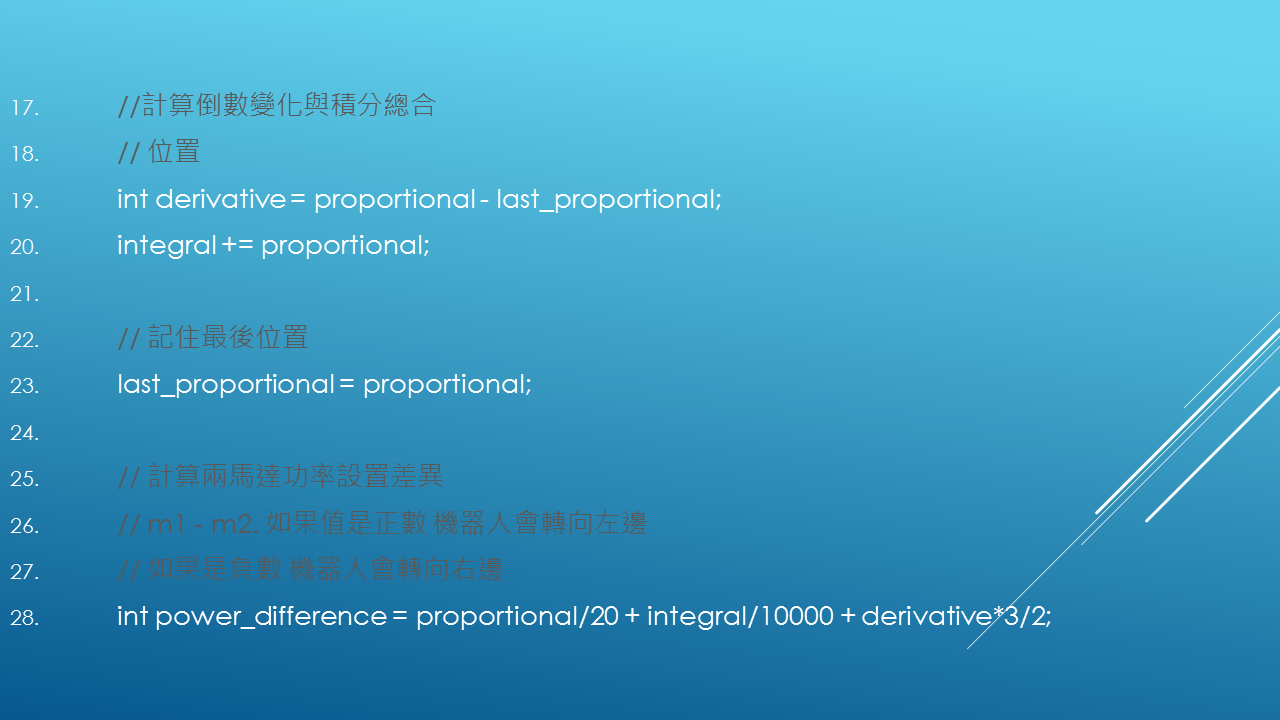 17. //計算倒數變化與積分總合
18. // 位置
19. int derivative = proportional - last_proportional;
20. integral += proportional;
21.
22. // 記住最後位置
23. last_proportional = proportional;
24.
25. // 計算兩馬達功率設置差異
26. // m1 - m2. 如果值是正數 機器人會轉向左邊
27. // 如果是負數 機器人會轉向右邊
28. int power_difference = proportional/20 + integral/10000 + derivative*3/2;